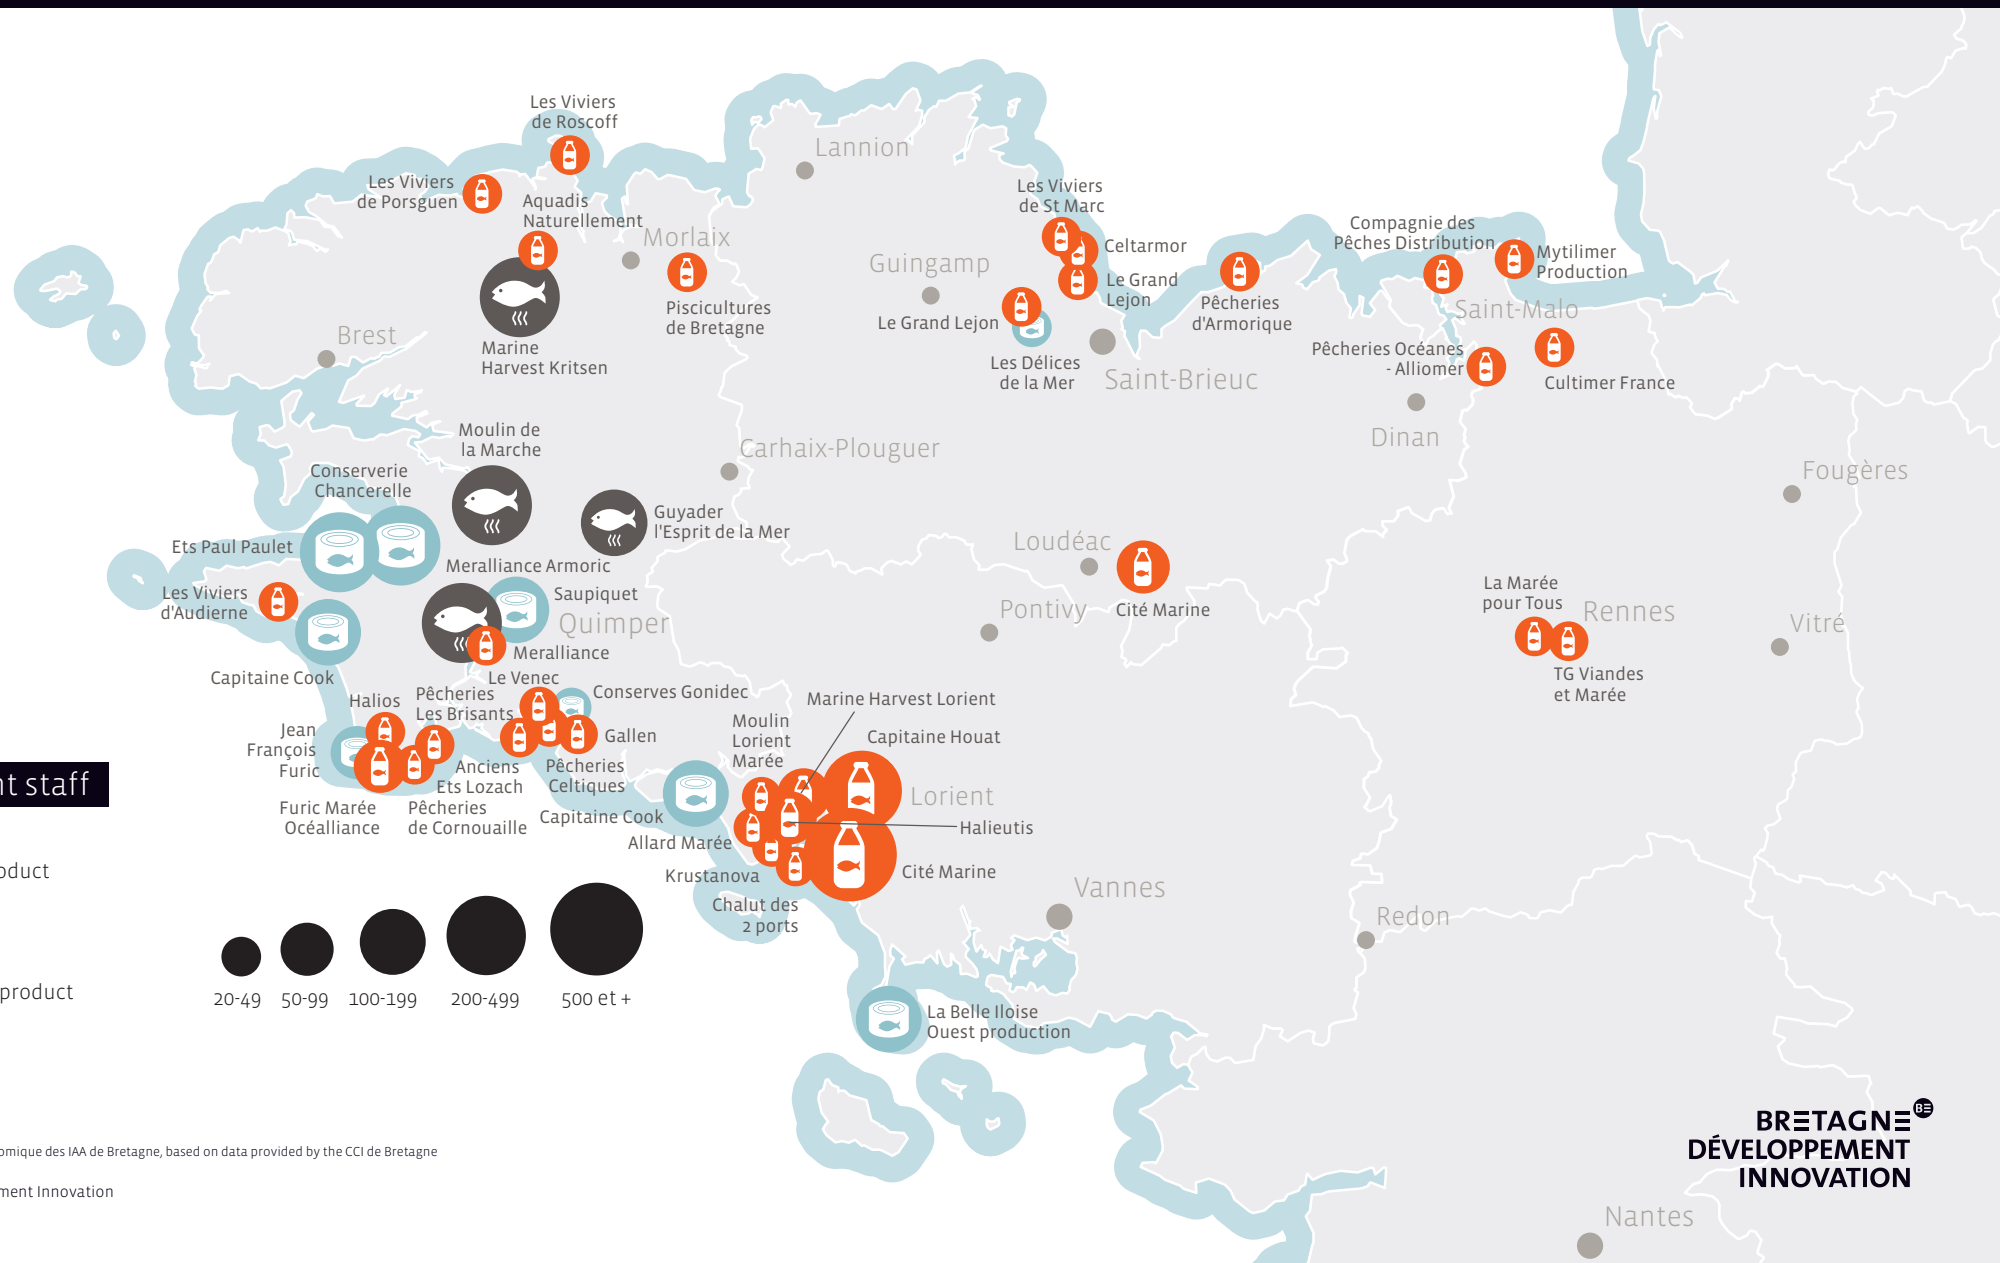 Les Viviers
de Roscoff
Lannion
Les Viviers
de Porsguen
Aquadis
Naturellement
Morlaix
Les Viviers
de St Marc
Celtarmor
Compagnie des
Pêches Distribution
Mytilimer
Production
Guingamp
Le Grand
Lejon
Pêcheries
d'Armorique
Saint-Malo
Piscicultures
de Bretagne
Le Grand Lejon
Brest
Marine
Harvest Kritsen
Les Délices
de la Mer
Saint-Brieuc
Pêcheries Océanes
- Alliomer
Cultimer France
Dinan
Moulin de
la Marche
Carhaix-Plouguer
Conserverie
Chancerelle
Fougères
Guyader
l'Esprit de la Mer
Ets Paul Paulet
Loudéac
Meralliance Armoric
Les Viviers
d'Audierne
Saupiquet
Quimper
Pontivy
Cité Marine
La Marée
pour Tous
Rennes
Vitré
Meralliance
Capitaine Cook
Le Venec
TG Viandes
et Marée
Halios
Pêcheries
Les Brisants
Conserves Gonidec
Marine Harvest Lorient
Jean
François
Furic
Gallen
Moulin
Lorient
Marée
Capitaine Houat
Anciens
Ets Lozach
Pêcheries
Celtiques
nt staff
Lorient
Furic Marée
Océalliance
Pêcheries
de Cornouaille
Capitaine Cook
Halieutis
Allard Marée
oduct
Krustanova
Cité Marine
Vannes
Chalut des
2 ports
Redon
product
20-49
50-99
100-199
200-499
500 et +
La Belle Iloise
Ouest production
BRETAGNE
BE
DÉVELOPPEMENT
INNOVATION
omique des IAA de Bretagne, based on data provided by the CCI de Bretagne
ment Innovation
Nantes